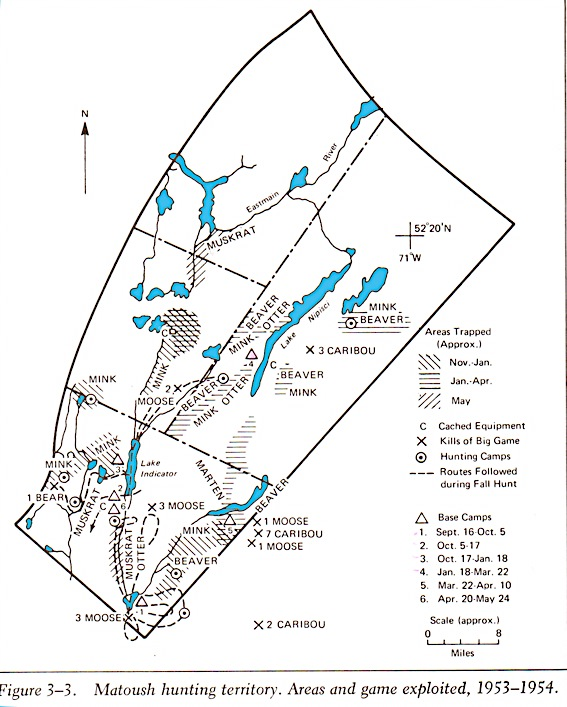 N
River
Eastmain
MUSKRAT
52°20'N
71°W
BEAVER
OTTER
MINK
Lake Nipisci
MINK
BEAVER
4
3 CARIBOU
C
BEAVER
MINK
C
MINK
2
MOOSE
BEAVER
MINK OTTER
MINK
MINK
3
Lake
Indicator
MINK
1 BEAR
MUSKRAT
2
C
6
MARTEN
BEAVER
3 MOOSE
MUSKRAT
OTTER
MINK
5
1 MOOSE
7 CARIBOU
1 MOOSE
BEAVER
1
3 MOOSE
2 CARIBOU
Areas Trapped
(Approx.)
Nov.-Jan.
Jan.-Apr.
May
C Cached Equipment
Kills of Big Game
Hunting Camps
Routes Followed
during Fall Hunt
Base Camps
1. Sept. 16-Oct. 5
2. Oct. 5-17
3. Oct. 17-Jan. 18
4. Jan. 18-Mar. 22
5. Mar. 22-Apr. 10
6. Apr. 20-May 24
Scale (approx.)
0 8
Miles
Figure 3–3. Matoush hunting territory. Areas and game exploited, 1953–1954.